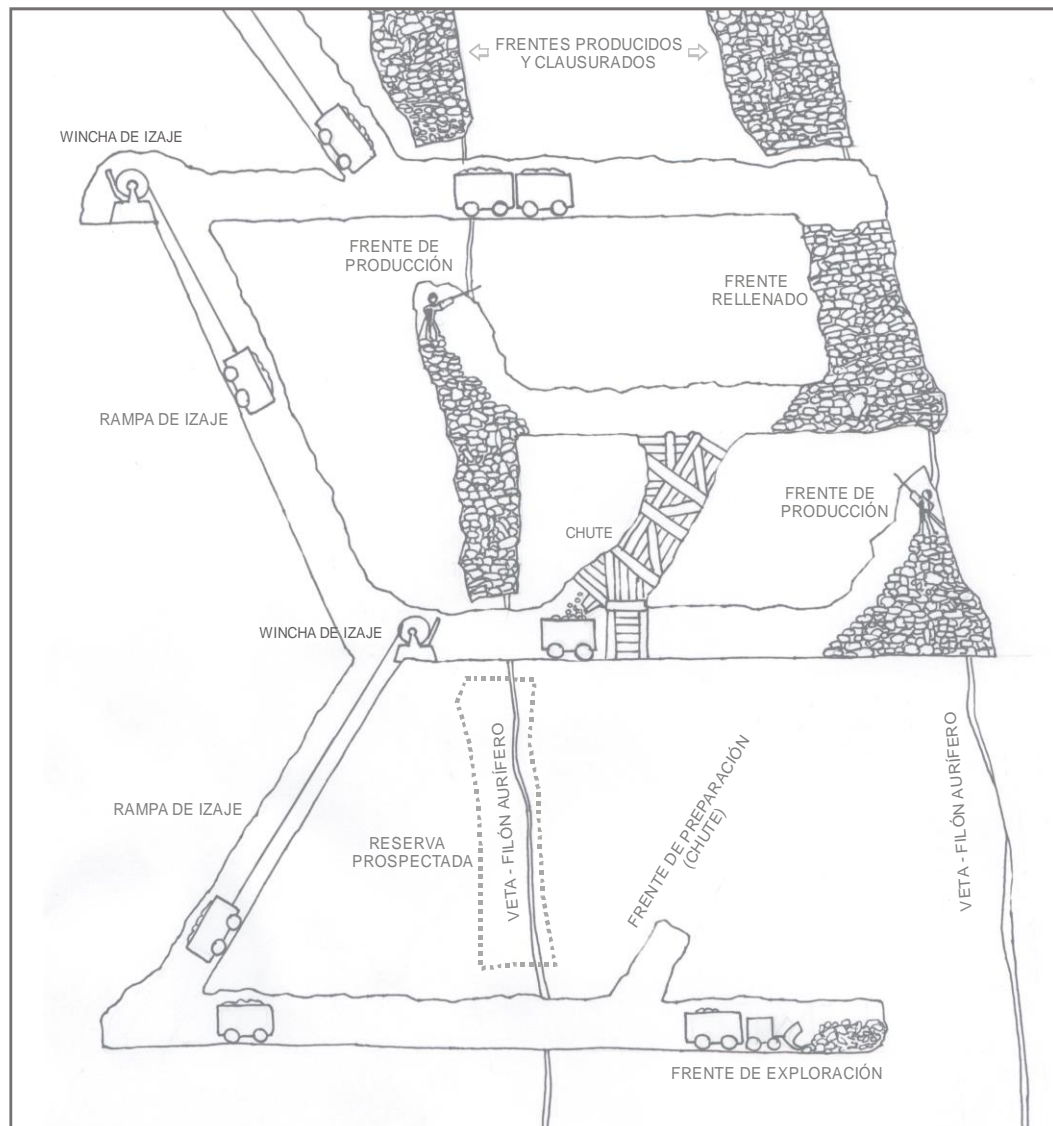 FRENTES PRODUCIDOS
Y CLAUSURADOS
WINCHA DE IZAJE
FRENTE DE
PRODUCCIÓN
FRENTE
RELLENADO
RAMPA DE IZAJE
FRENTE DE
PRODUCCIÓN
CHUTE
WINCHA DE IZAJE
VETA - FILÓN AURÍFERO
FRENTE DE PREPARACIÓN
(CHUTE)
VETA - FILÓN AURÍFERO
RAMPA DE IZAJE
RESERVA
PROSPECTADA
FRENTE DE EXPLORACIÓN